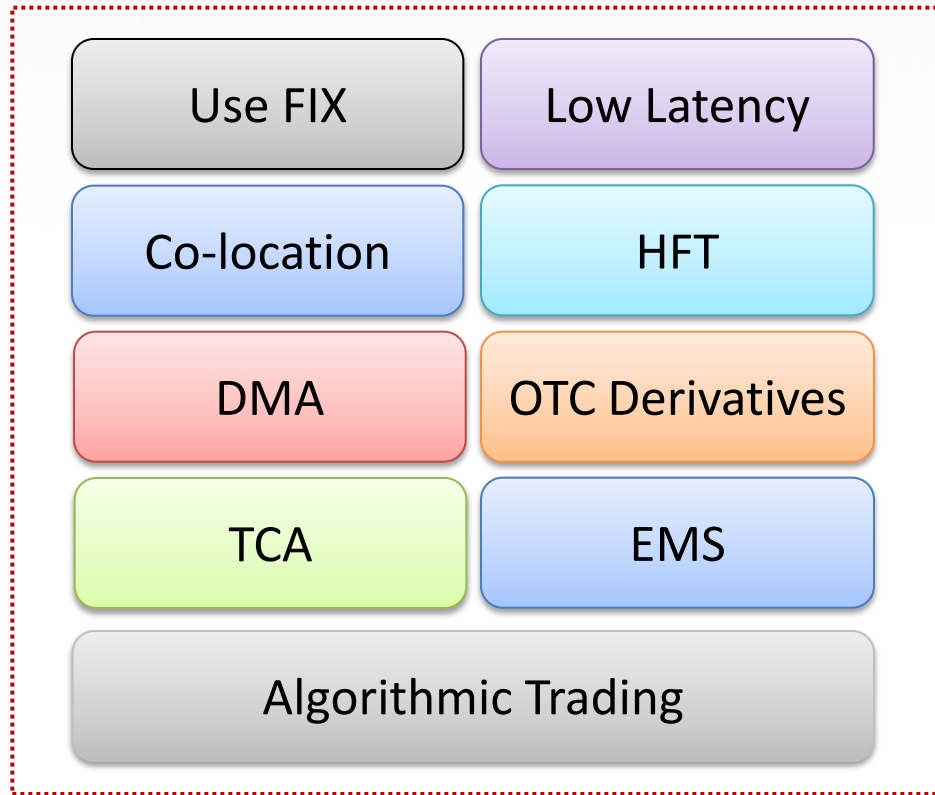 Use FIX
Low Latency
Co-location
HFT
DMA
OTC Derivatives
TCA
EMS
Algorithmic Trading